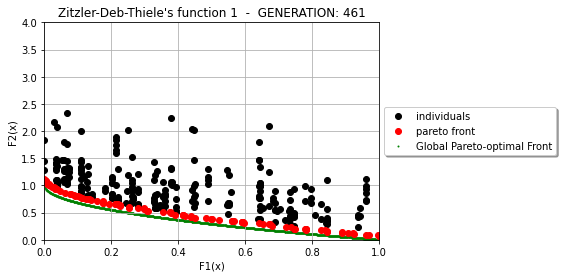 Zitzler-Deb-Thiele's function 1 - GENERATION: 461
4.0
3.5
3.0
2.5
2.0
1.5
1.0
0.5
0.0
F2(x)
0.0 0.2 0.4 0.6 0.8 1.0
F1(x)
individuals
pareto front
Global Pareto-optimal Front